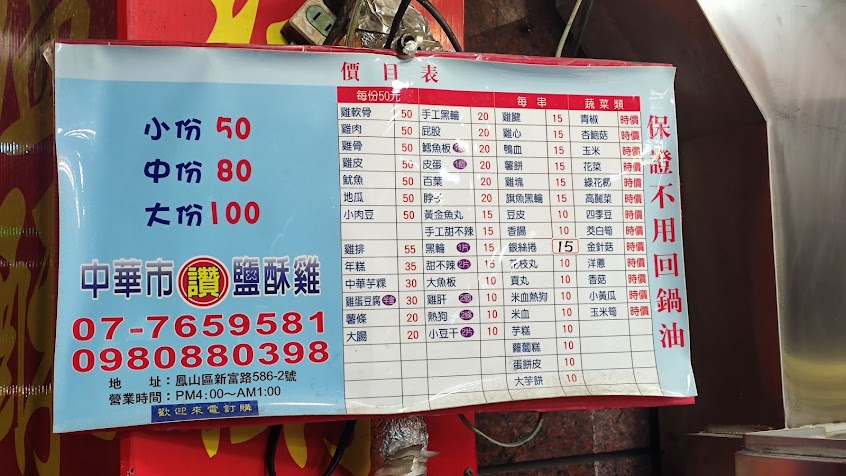 價目表
小份 50
中份 80
大份 100
中華市 讚 鹽酥雞
07-7659581
0980880398
地　　址：鳳山區新富路586-2號
營業時間：PM4:00～AM1:00
歡迎來電訂購
每份50元
雞軟骨 50
雞肉 50
雞骨 50
雞皮 50
魷魚 50
地瓜 50
小肉豆 50
雞排 55
年糕 35
中華芋粿 30
雞蛋豆腐 30
薯條 20
大腸 20
手工黑輪 20
屁股 20
鱈魚板 20
皮蛋 20
百葉 20
脖子 20
黃金魚丸 15
手工甜不辣 15
黑輪 1片 15
甜不辣 2片 10
大魚板 10
雞肝 10
熱狗 10
小豆干 2片 10
每串
雞腱 15
雞心 15
鴨血 15
薯餅 15
雞塊 15
旗魚黑輪 15
豆皮 10
香腸 10
銀絲捲 15
花枝丸 10
貢丸 10
米血熱狗 10
米血 10
芋糕 10
蘿蔔糕 10
蛋餅皮 10
大芋餅 10
蔬菜類
青椒 時價
杏鮑菇 時價
玉米 時價
花菜 時價
綠花椰 時價
高麗菜 時價
四季豆 時價
茭白筍 時價
金針菇 時價
洋蔥 時價
香菇 時價
小黃瓜 時價
玉米筍 時價
保證不用回鍋油